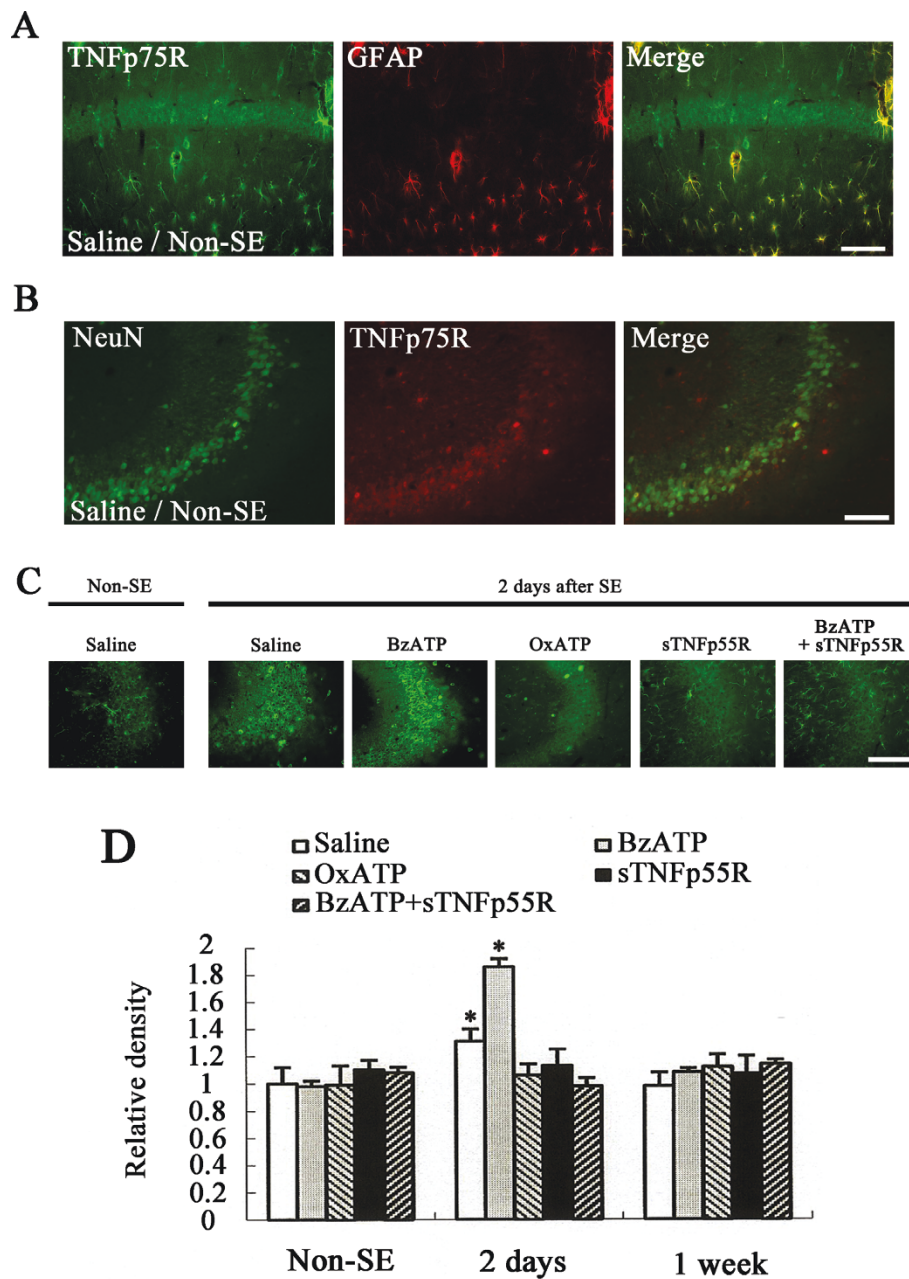 A
TNFp75R GFAP Merge
Saline / Non-SE
B
NeuN TNFp75R Merge
Saline / Non-SE
C
Non-SE 2 days after SE
Saline Saline BzATP OxATP sTNFp55R BzATP
+ sTNFp55R
D
Saline BzATP
OxATP sTNFp55R
BzATP+sTNFp55R
Relative density
2
1.8
1.6
1.4
1.2
1
0.8
0.6
0.4
0.2
0
* *
Non-SE 2 days 1 week